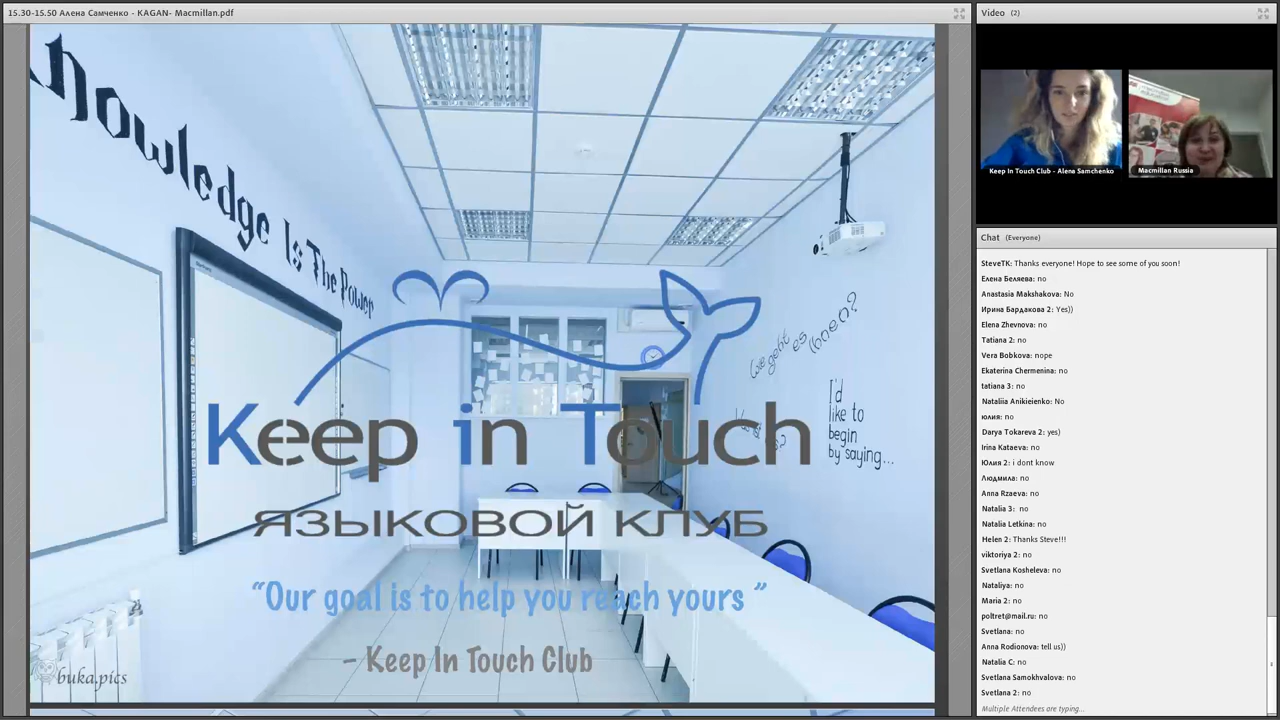 15.30-15.50 Алена Самченко - KAGAN- Macmillan.pdf
Knowledge Is The Power
Wie geht es Ihnen?
I'd
like to
begin
by saying...
Keep in Touch
ЯЗЫКОВОЙ КЛУБ
“Our goal is to help you reach yours ”
– Keep In Touch Club
buka.pics
Video (2)
Keep In Touch Club - Alena Samchenko
Macmillan Russia
Chat (Everyone)
SteveTK: Thanks everyone! Hope to see some of you soon!
Елена Беляева: no
Anastasia Makshakova: No
Ирина Бардакова 2: Yes))
Elena Zhevnova: no
Tatiana 2: no
Vera Bobkova: nope
Ekaterina Chermenina: no
tatiana 3: no
Nataliia Anikieienko: No
юлия: no
Darya Tokareva 2: yes)
Irina Kataeva: no
Юлия 2: i dont know
Людмила: no
Anna Rzaeva: no
Natalia 3: no
Natalia Letkina: no
Helen 2: Thanks Steve!!!
viktoriya 2: no
Svetlana Kosheleva: no
Nataliya: no
Maria 2: no
poltret@mail.ru: no
Svetlana: no
Anna Rodionova: tell us))
Natalia C: no
Svetlana Samokhvalova: no
Svetlana 2: no
Multiple Attendees are typing...